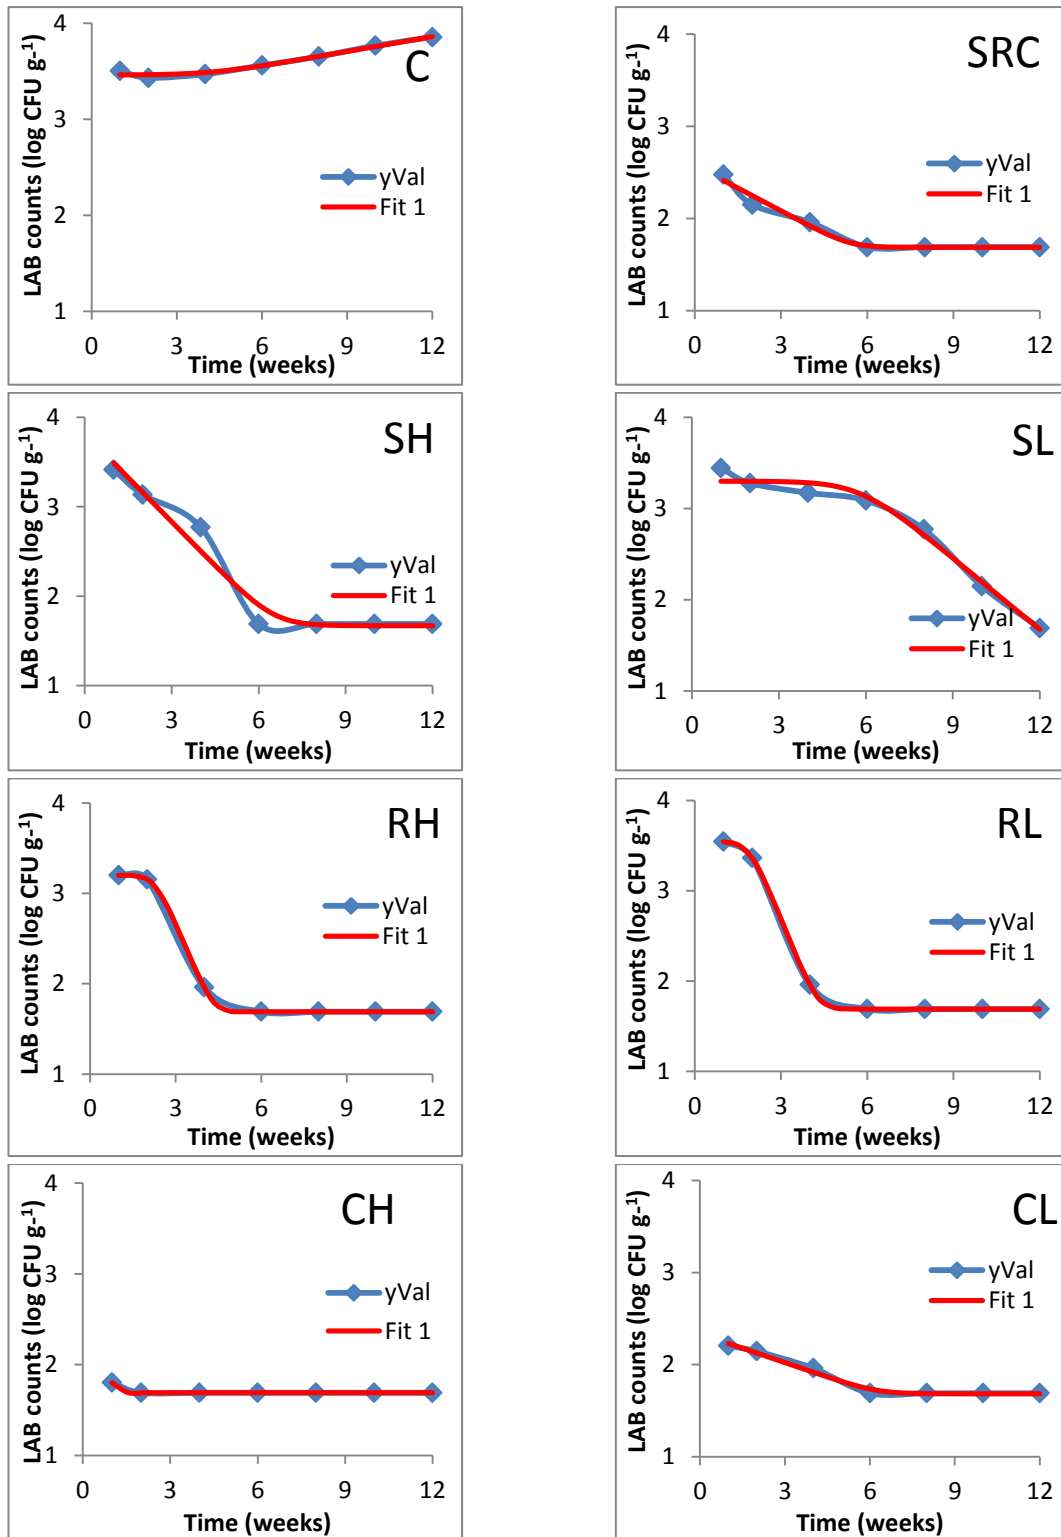 C
LAB counts (log CFU g-1)
4
3
2
1
yVal
Fit 1
0 3 6 9 12
Time (weeks)
SRC
LAB counts (log CFU g-1)
4
3
2
1
yVal
Fit 1
0 3 6 9 12
Time (weeks)
SH
LAB counts (log CFU g-1)
4
3
2
1
yVal
Fit 1
0 3 6 9 12
Time (weeks)
SL
LAB counts (log CFU g-1)
4
3
2
1
yVal
Fit 1
0 3 6 9 12
Time (weeks)
RH
LAB counts (log CFU g-1)
4
3
2
1
yVal
Fit 1
0 3 6 9 12
Time (weeks)
RL
LAB counts (log CFU g-1)
4
3
2
1
yVal
Fit 1
0 3 6 9 12
Time (weeks)
CH
LAB counts (log CFU g-1)
4
3
2
1
yVal
Fit 1
0 3 6 9 12
Time (weeks)
CL
LAB counts (log CFU g-1)
4
3
2
1
yVal
Fit 1
0 3 6 9 12
Time (weeks)